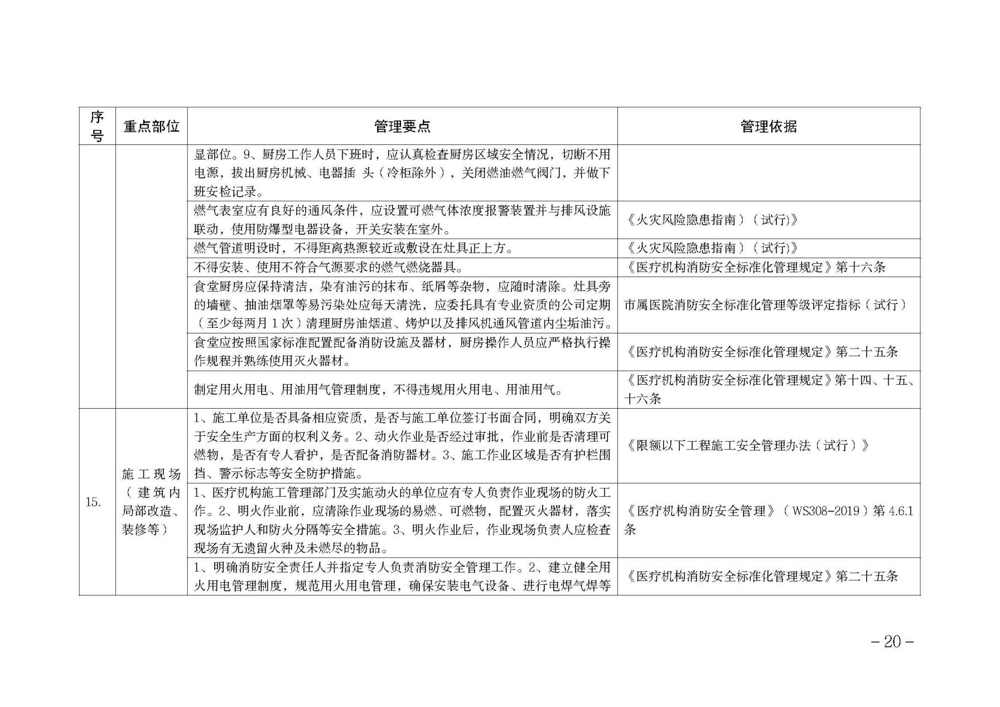 序号
重点部位
管理要点
管理依据
显部位。9、厨房工作人员下班时，应认真检查厨房区域安全情况，切断不用
电源，拔出厨房机械、电器插 头（冷柜除外），关闭燃油燃气阀门，并做下
班安检记录。
燃气表室应有良好的通风条件，应设置可燃气体浓度报警装置并与排风设施
联动，使用防爆型电器设备，开关安装在室外。
《火灾风险隐患指南）（试行)》
燃气管道明设时，不得距离热源较近或敷设在灶具正上方。
《火灾风险隐患指南）（试行)》
不得安装、使用不符合气源要求的燃气燃烧器具。
《医疗机构消防安全标准化管理规定》第十六条
食堂厨房应保持清洁，染有油污的抹布、纸屑等杂物，应随时清除。灶具旁
的墙壁、抽油烟罩等易污染处应每天清洗，应委托具有专业资质的公司定期
（至少每两月1次）清理厨房油烟道、烤炉以及排风机通风管道内尘垢油污。
市属医院消防安全标准化管理等级评定指标（试行）
食堂应按照国家标准配置配备消防设施及器材，厨房操作人员应严格执行操
作规程并熟练使用灭火器材。
《医疗机构消防安全标准化管理规定》第二十五条
制定用火用电、用油用气管理制度，不得违规用火用电、用油用气。
《医疗机构消防安全标准化管理规定》第十四、十五、
十六条
15.
施工现场
（建筑内
局部改造、
装修等）
1、施工单位是否具备相应资质，是否与施工单位签订书面合同，明确双方关
于安全生产方面的权利义务。2、动火作业是否经过审批，作业前是否清理可
燃物，是否有专人看护，是否配备消防器材。3、施工作业区域是否有护栏围
挡、警示标志等安全防护措施。
《限额以下工程施工安全管理办法（试行）》
1、医疗机构施工管理部门及实施动火的单位应有专人负责作业现场的防火工
作。2、明火作业前，应清除作业现场的易燃、可燃物，配置灭火器材，落实
现场监护人和防火分隔等安全措施。3、明火作业后，作业现场负责人应检查
现场有无遗留火种及未燃尽的物品。
《医疗机构消防安全管理》（WS308-2019）第 4.6.1
条
1、明确消防安全责任人并指定专人负责消防安全管理工作。2、建立健全用
火用电管理制度，规范用火用电管理，确保安装电气设备、进行电焊气焊等
《医疗机构消防安全标准化管理规定》第二十五条
– 20 –